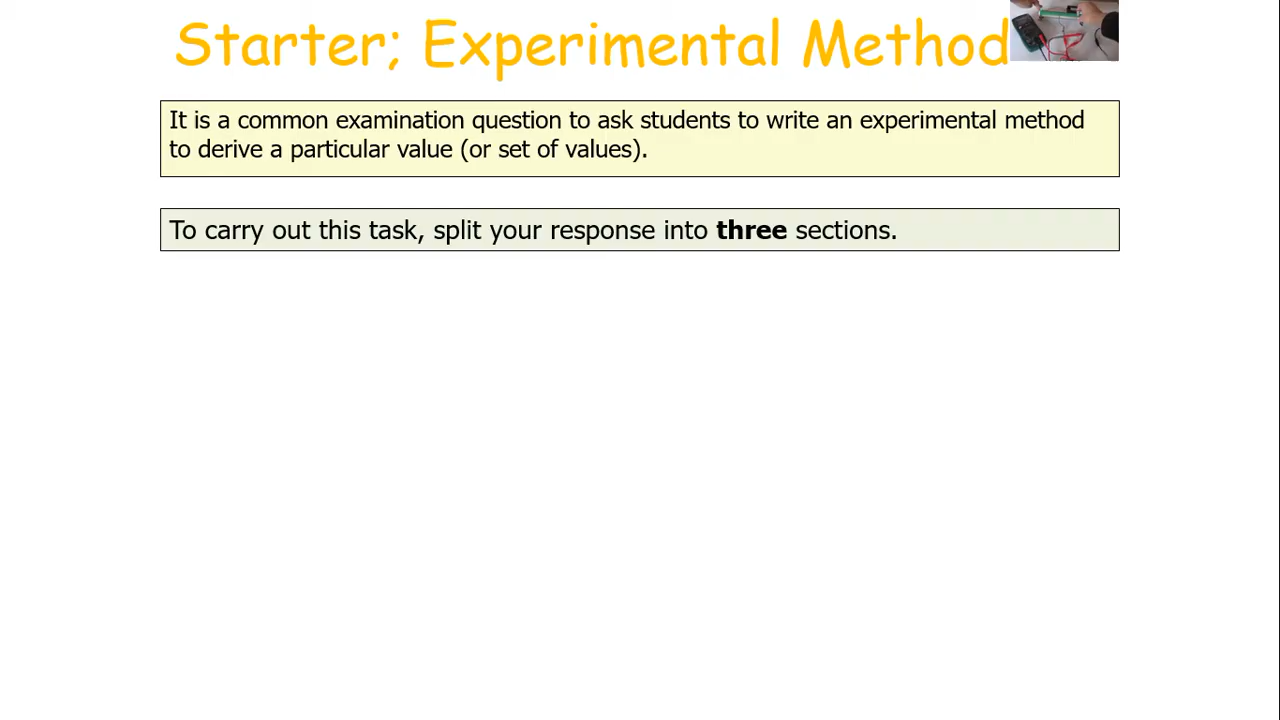 Starter; Experimental Method
It is a common examination question to ask students to write an experimental method
to derive a particular value (or set of values).
To carry out this task, split your response into three sections.